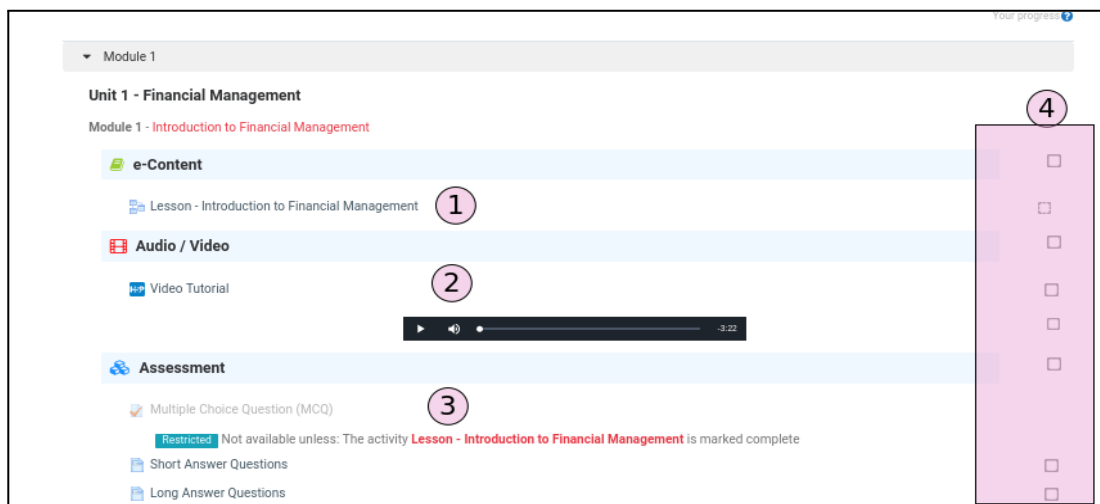 Your progress
Module 1
4
Unit 1 - Financial Management
Module 1 - Introduction to Financial Management
e-Content
Lesson - Introduction to Financial Management
1
Audio / Video
H-P Video Tutorial
2
-3:22
Assessment
Multiple Choice Question (MCQ)
3
Restricted Not available unless: The activity Lesson - Introduction to Financial Management is marked complete
Short Answer Questions
Long Answer Questions